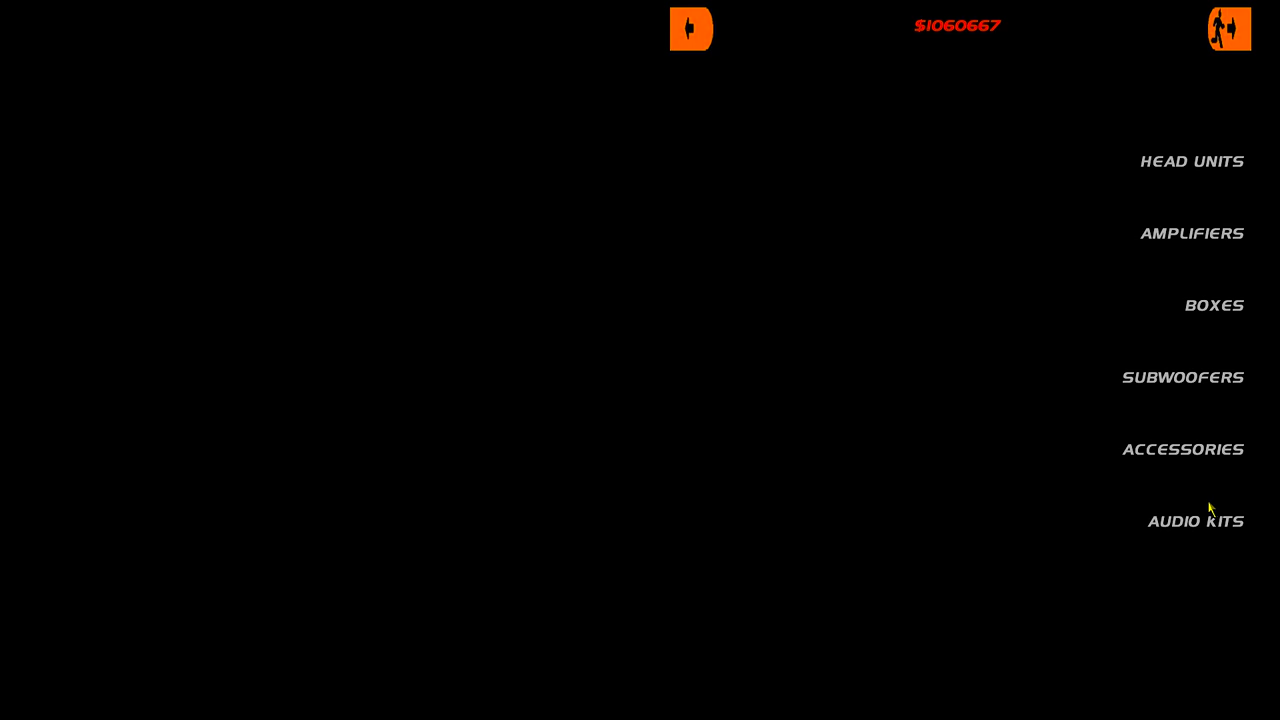 $1060667
HEAD UNITS
AMPLIFIERS
BOXES
SUBWOOFERS
ACCESSORIES
AUDIO KITS